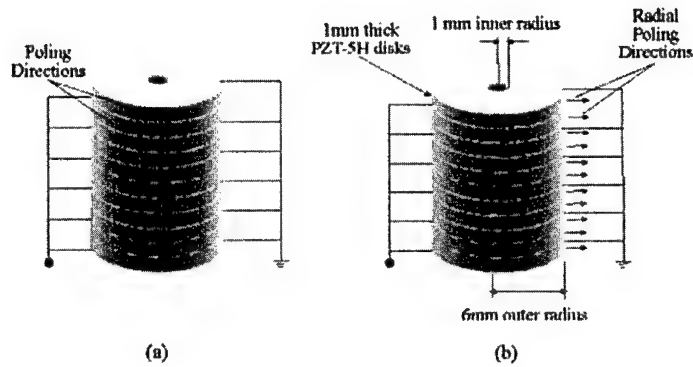 Poling
Directions
(a)
1mm thick
PZT-5H disks
1 mm inner radius
Radial
Poling
Directions
6mm outer radius
(b)